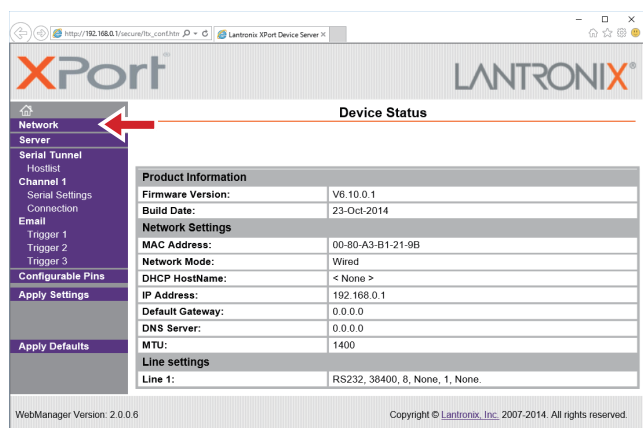 http://192.168.0.1/secure/ltx_conf.htm
Lantronix XPort Device Server
XPort®
LANTRONIX®
Network
Server
Serial Tunnel
Hostlist
Channel 1
Serial Settings
Connection
Email
Trigger 1
Trigger 2
Trigger 3
Configurable Pins
Apply Settings
Apply Defaults
Device Status
Product Information
Firmware Version: V6.10.0.1
Build Date: 23-Oct-2014
Network Settings
MAC Address: 00-80-A3-B1-21-9B
Network Mode: Wired
DHCP HostName: < None >
IP Address: 192.168.0.1
Default Gateway: 0.0.0.0
DNS Server: 0.0.0.0
MTU: 1400
Line settings
Line 1: RS232, 38400, 8, None, 1, None.
WebManager Version: 2.0.0.6
Copyright © Lantronix, Inc. 2007-2014. All rights reserved.